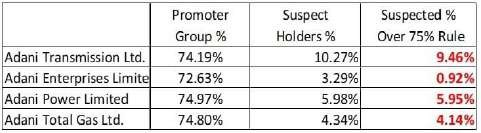 Promoter Group % Suspect Holders % Suspected % Over 75% Rule
Adani Transmission Ltd. 74.19% 10.27% 9.46%
Adani Enterprises Limite 72.63% 3.29% 0.92%
Adani Power Limited 74.97% 5.98% 5.95%
Adani Total Gas Ltd. 74.80% 4.34% 4.14%